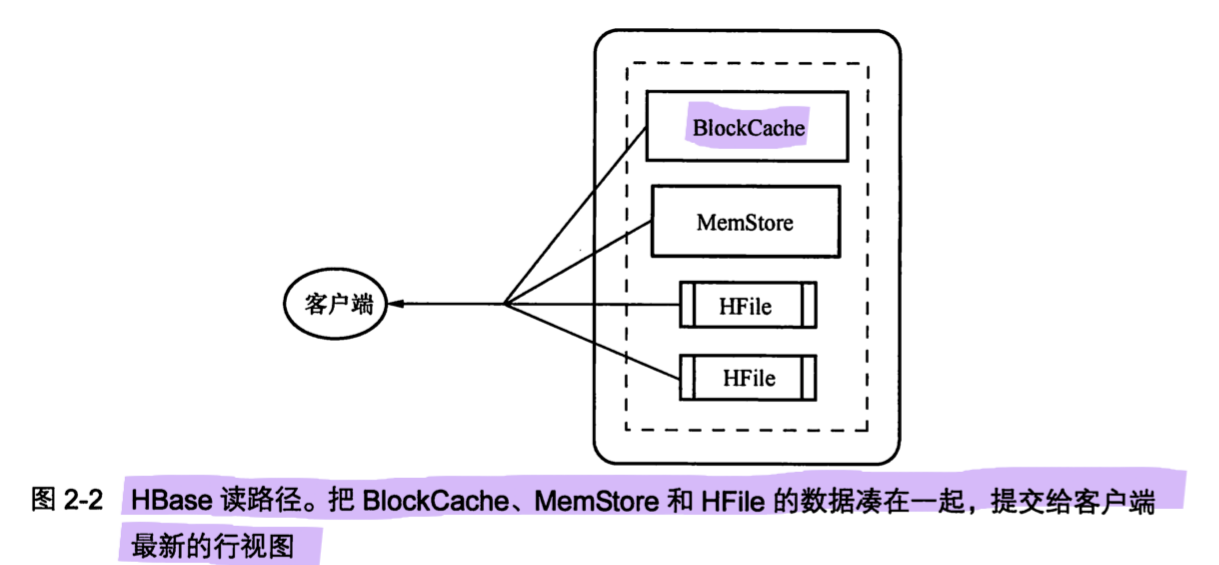 BlockCache
MemStore
客户端
HFile
HFile
图 2-2 HBase 读路径。把 BlockCache、MemStore 和 HFile 的数据凑在一起，提交给客户端
最新的行视图